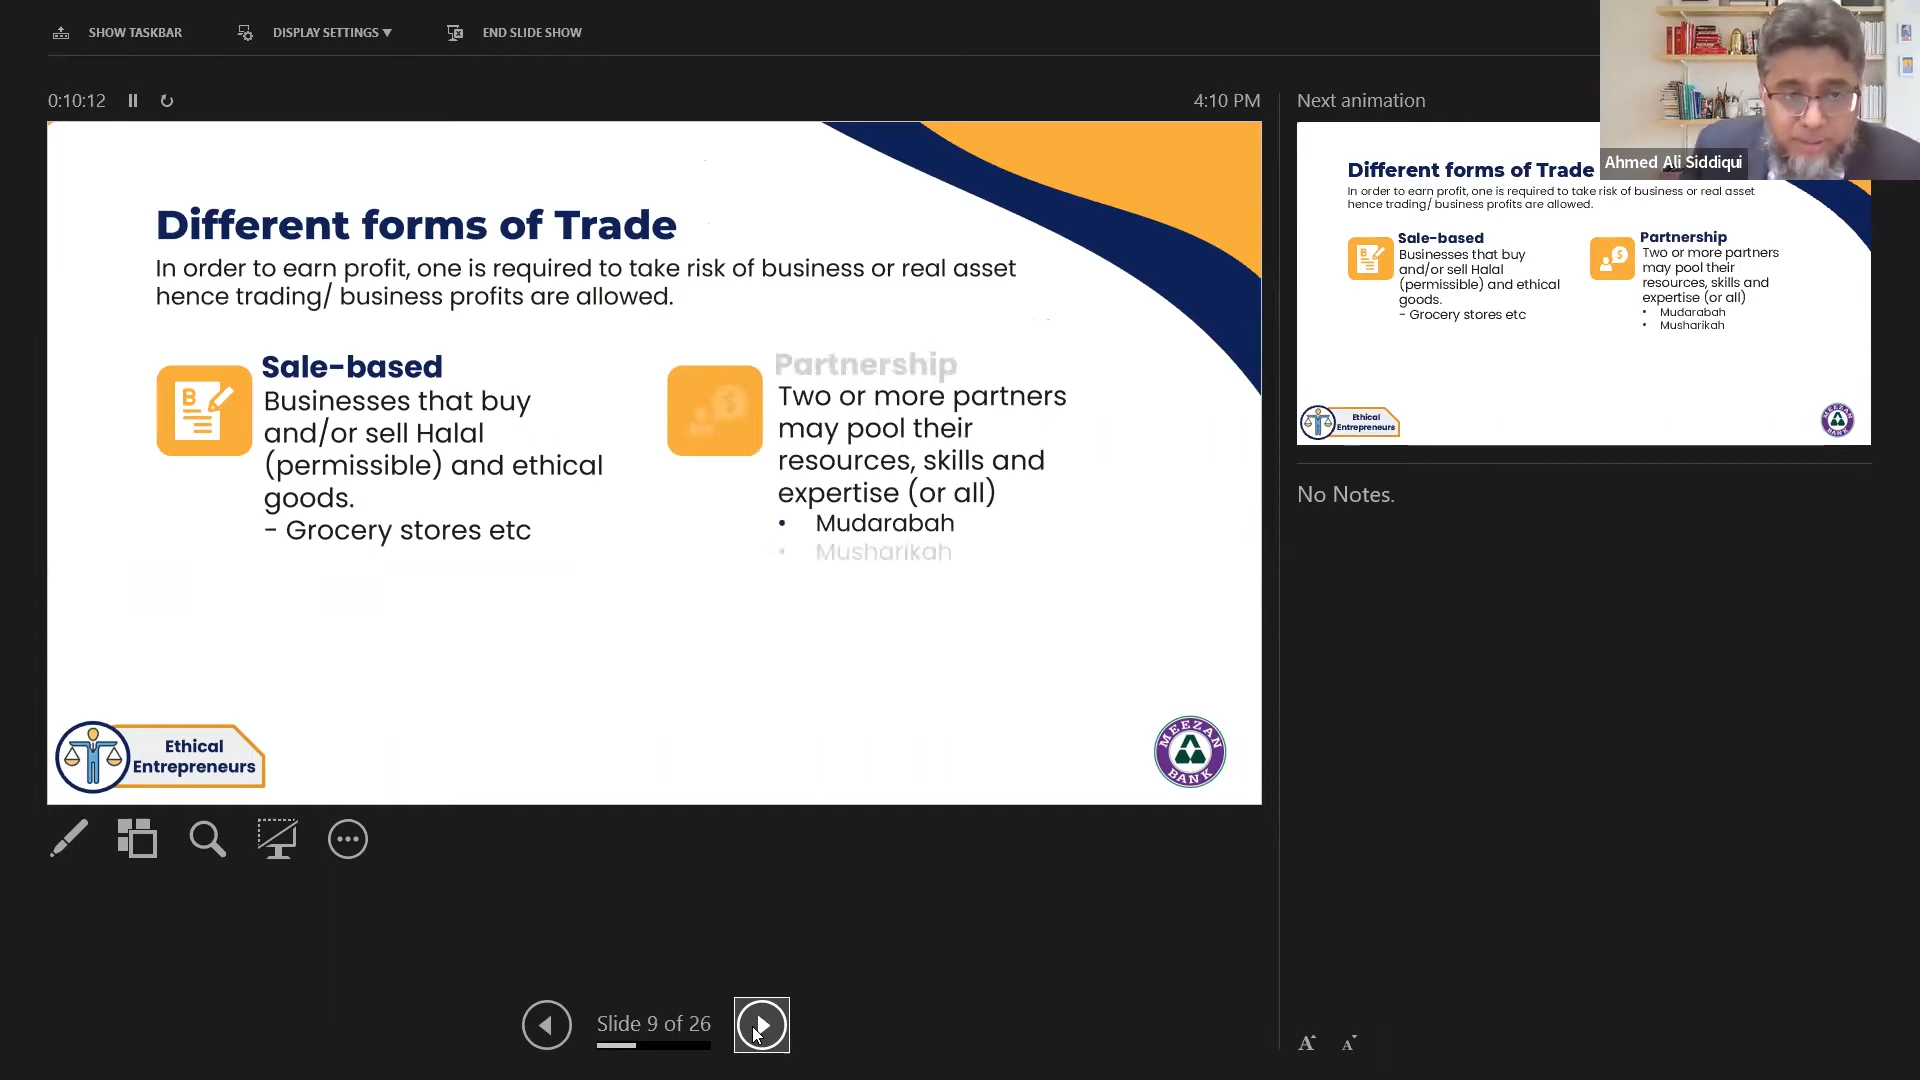 SHOW TASKBAR
DISPLAY SETTINGS ▼
END SLIDE SHOW
0:10:12
4:10 PM
Different forms of Trade
In order to earn profit, one is required to take risk of business or real asset
hence trading/ business profits are allowed.
B
Sale-based
Businesses that buy
and/or sell Halal
(permissible) and ethical
goods.
- Grocery stores etc
$
Partnership
Two or more partners
may pool their
resources, skills and
expertise (or all)
• Mudarabah
• Musharikah
Ethical
Entrepreneurs
MEEZAN
BANK
Slide 9 of 26
Next animation
Ahmed Ali Siddiqui
Different forms of Trade
In order to earn profit, one is required to take risk of business or real asset
hence trading/ business profits are allowed.
B
Sale-based
Businesses that buy
and/or sell Halal
(permissible) and ethical
goods.
- Grocery stores etc
$
Partnership
Two or more partners
may pool their
resources, skills and
expertise (or all)
• Mudarabah
• Musharikah
Ethical
Entrepreneurs
MEEZAN
BANK
No Notes.
A A